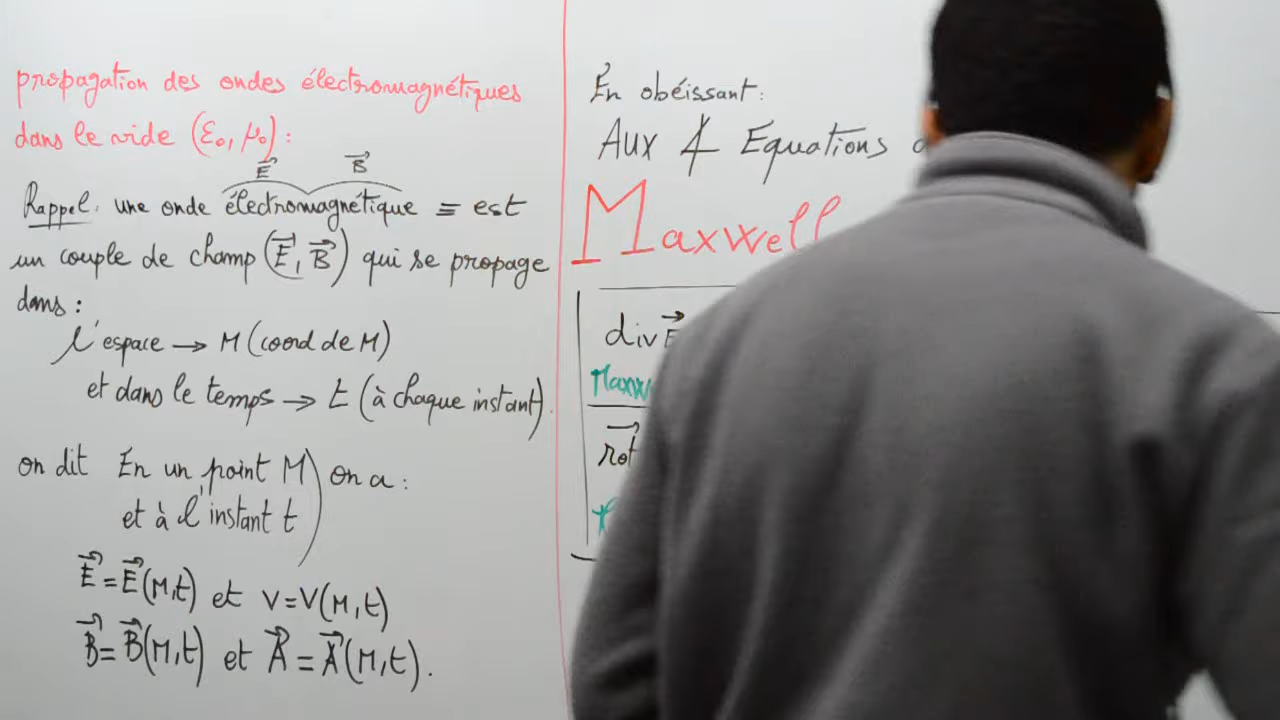 propagation des ondes électromagnétiques
dans le vide (ε₀, μ₀) :
E⃗ B⃗
Rappel: une onde électromagnétique = est
un couple de champ (E⃗, B⃗) qui se propage
dans :
l'espace → M (coord de M)
et dans le temps → t (à chaque instant).
on dit En un point M) on a :
et à l'instant t
E⃗ = E⃗(M,t) et V = V(M,t)
B⃗ = B⃗(M,t) et A⃗ = A⃗(M,t).
En obéissant :
Aux 4 Equations
Maxwell
div E⃗
rot